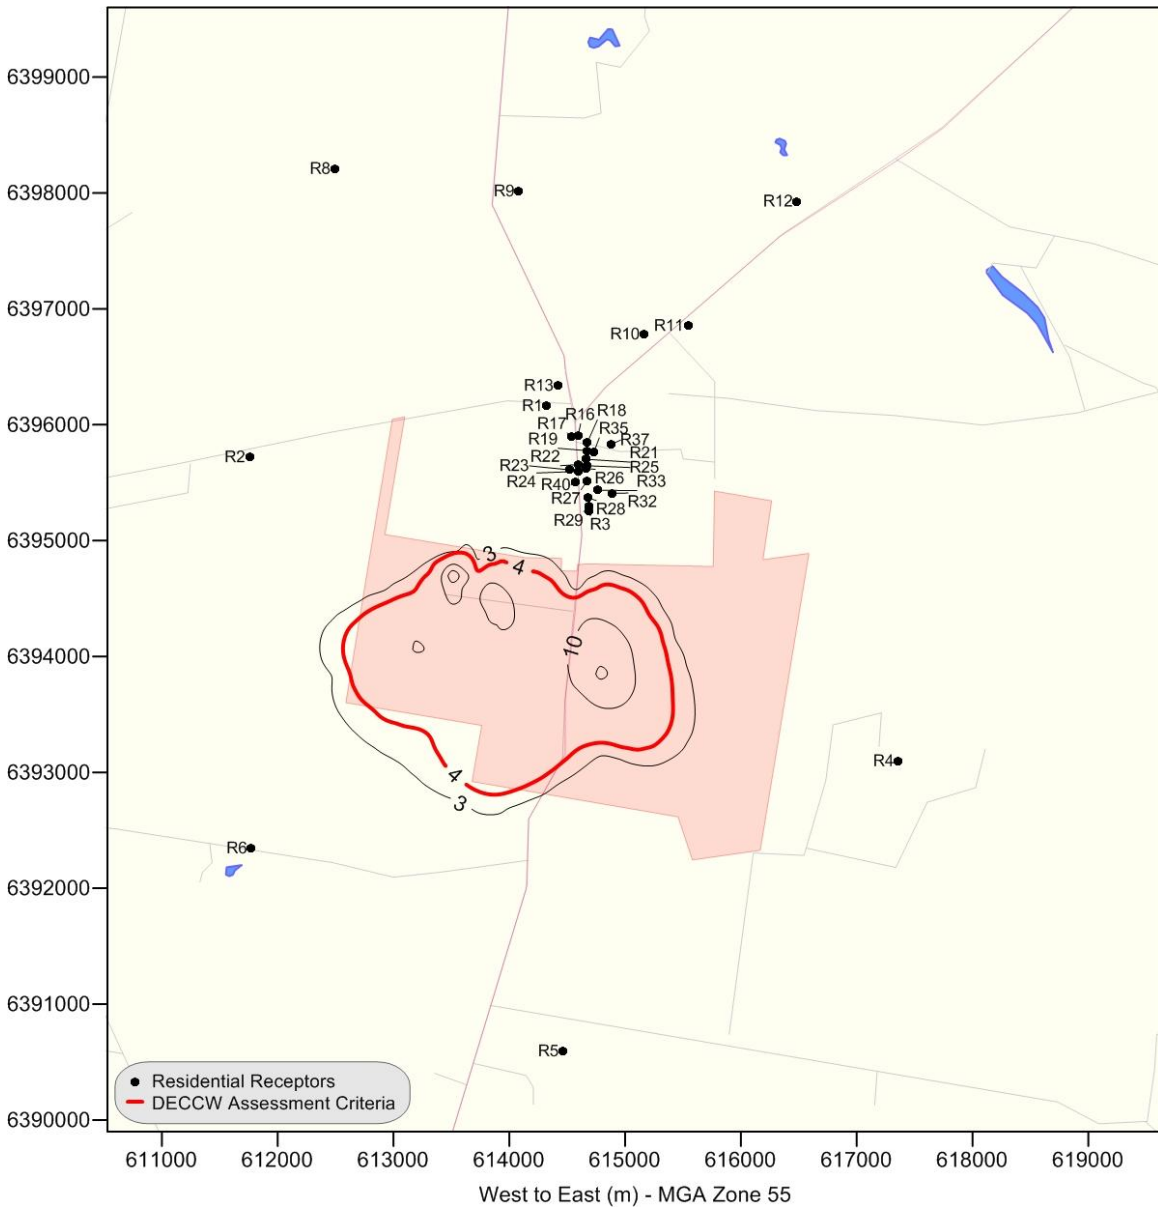 6399000
R8
R9
6398000
R12
6397000
R11
R10
R13
R1
R16
R18
6396000
R17
R35
R19
R37
R2
R22
R21
R23
R25
R24
R26
R33
R40
R27
R32
R28
R29
R3
6395000
3
4
10
6394000
R4
6393000
4
3
R6
6392000
6391000
R5
Residential Receptors
DECCW Assessment Criteria
6390000
611000 612000 613000 614000 615000 616000 617000 618000 619000
West to East (m) - MGA Zone 55